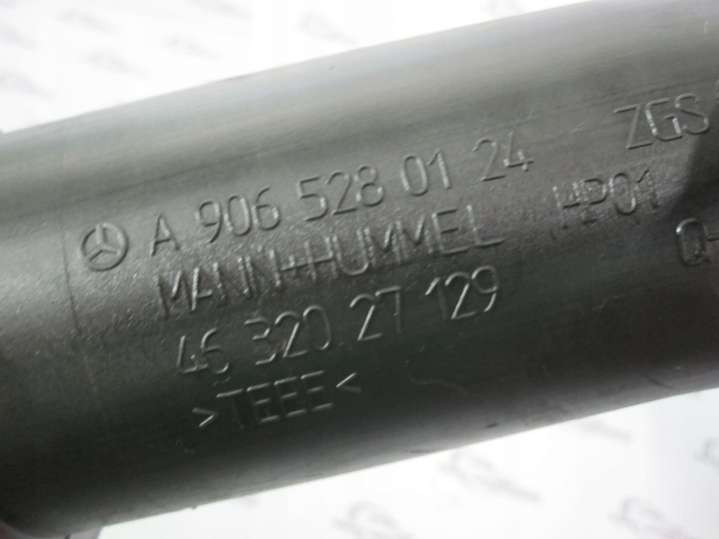 A 906 528 01 24 ZGS
MANN+HUMMEL HP01 Q-
46 320 27 129
>TEEE<